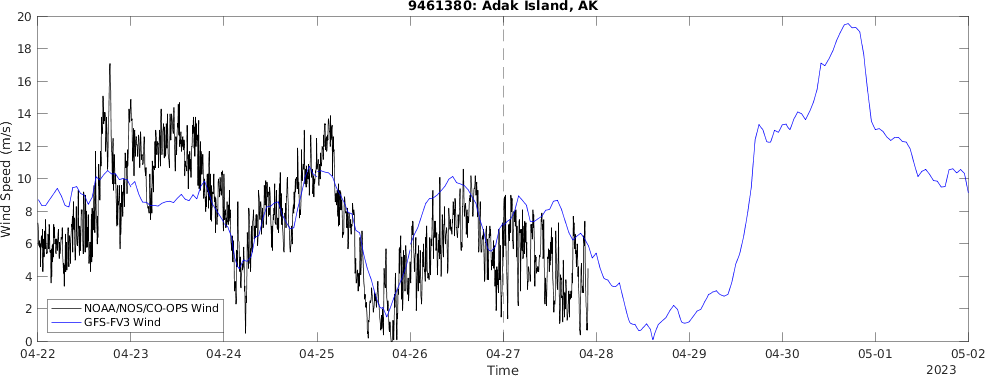 9461380: Adak Island, AK
Wind Speed (m/s)
20
18
16
14
12
10
8
6
4
2
0
NOAA/NOS/CO-OPS Wind
GFS-FV3 Wind
04-22 04-23 04-24 04-25 04-26 04-27 04-28 04-29 04-30 05-01 05-02
Time
2023